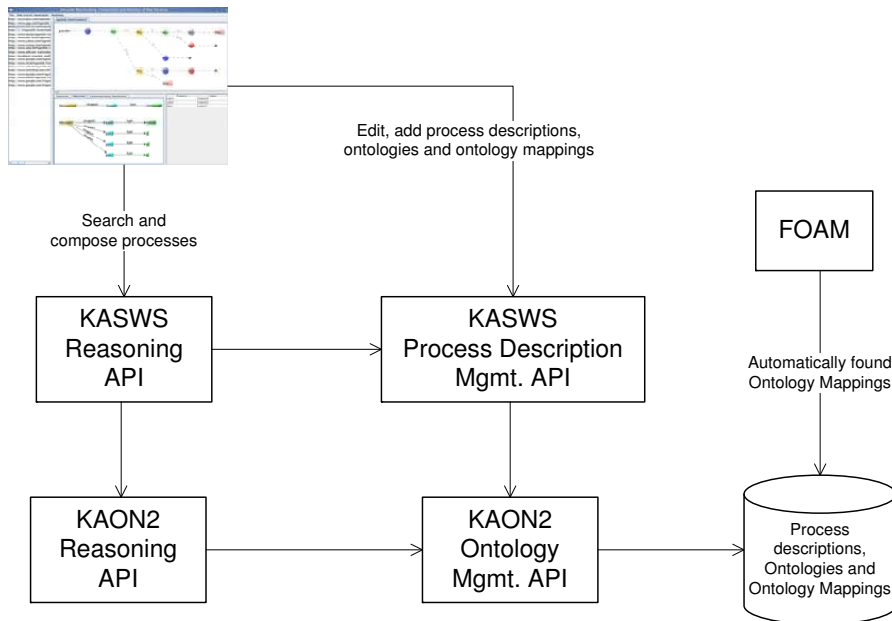 Edit, add process descriptions,
ontologies and ontology mappings
Search and
compose processes
FOAM
KASWS
Reasoning
API
KASWS
Process Description
Mgmt. API
Automatically found
Ontology Mappings
KAON2
Reasoning
API
KAON2
Ontology
Mgmt. API
Process
descriptions,
Ontologies and
Ontology Mappings